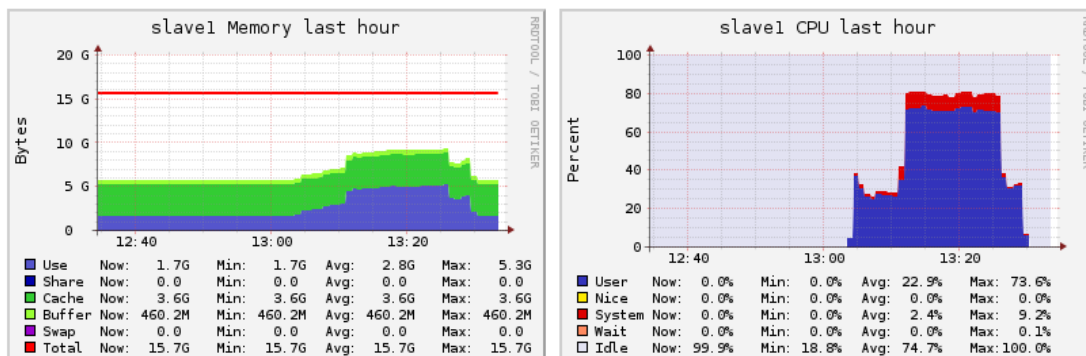 slave1 Memory last hour
RRDTOOL / TOBI OETIKER
20 G
15 G
10 G
5 G
0
Bytes
12:40 13:00 13:20
Use Now: 1.7G Min: 1.7G Avg: 2.8G Max: 5.3G
Share Now: 0.0 Min: 0.0 Avg: 0.0 Max: 0.0
Cache Now: 3.6G Min: 3.6G Avg: 3.6G Max: 3.6G
Buffer Now: 460.2M Min: 460.2M Avg: 460.2M Max: 460.2M
Swap Now: 0.0 Min: 0.0 Avg: 0.0 Max: 0.0
Total Now: 15.7G Min: 15.7G Avg: 15.7G Max: 15.7G
slave1 CPU last hour
100
80
60
40
20
0
Percent
12:40 13:00 13:20
User Now: 0.0% Min: 0.0% Avg: 22.9% Max: 73.6%
Nice Now: 0.0% Min: 0.0% Avg: 0.0% Max: 0.0%
System Now: 0.0% Min: 0.0% Avg: 2.4% Max: 9.2%
Wait Now: 0.0% Min: 0.0% Avg: 0.0% Max: 0.1%
Idle Now: 99.9% Min: 18.8% Avg: 74.7% Max:100.0%